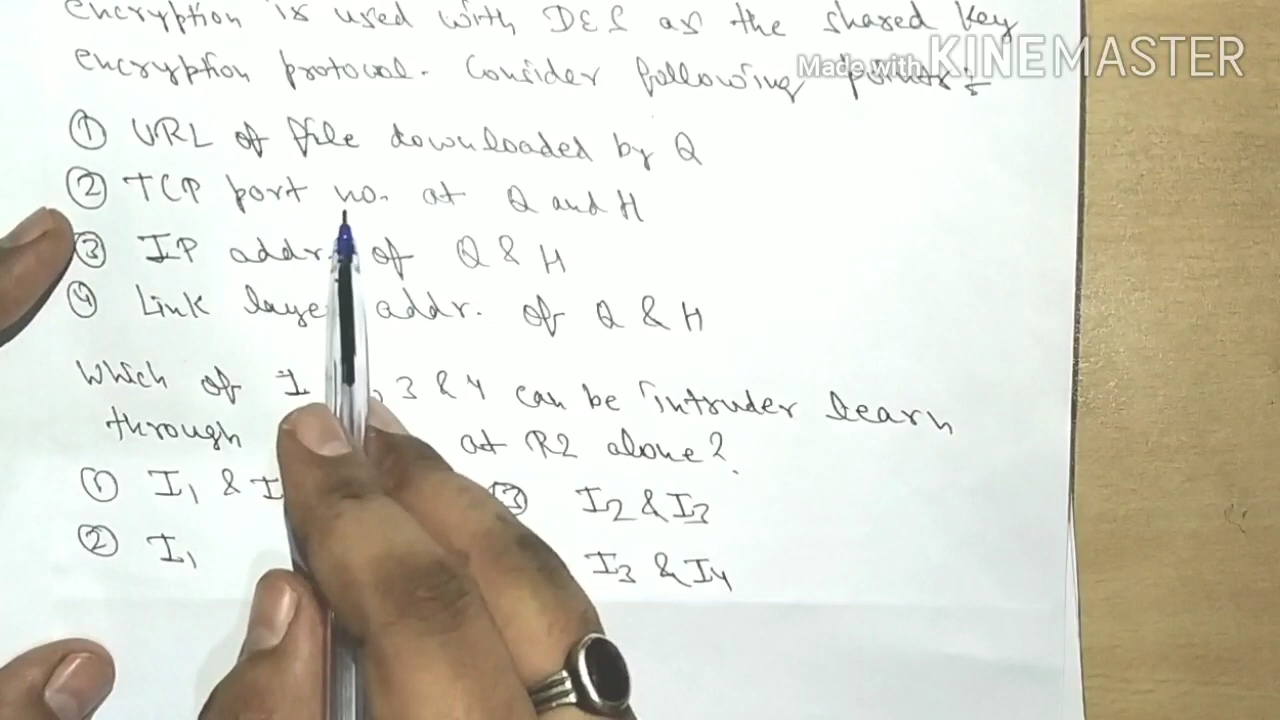 encryption is used with DES as the shared key
Made with KINEMASTER
encryption protocol. Consider following
① URL of file downloaded by Q
② TCP port no. at Q and H
③ IP addr. of Q & H
④ Link layer addr. of Q & H
Which of 1 , 3 & 4 can be intruder learn
through at R2 alone?
① I1 & I ③ I2 & I3
② I1 I3 & I4